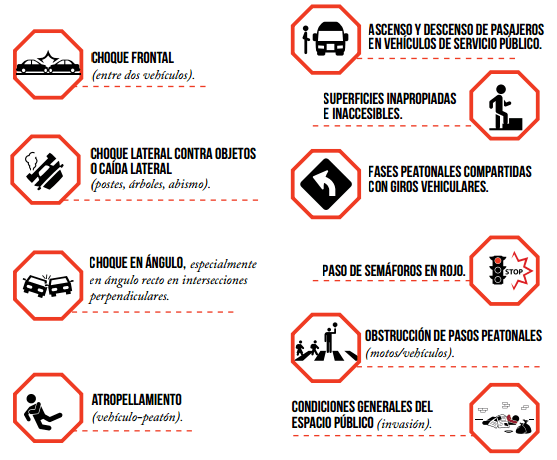 CHOQUE FRONTAL
(entre dos vehículos).
CHOQUE LATERAL CONTRA OBJETOS
O CAÍDA LATERAL
(postes, árboles, abismo).
CHOQUE EN ÁNGULO, especialmente
en ángulo recto en intersecciones
perpendiculares.
ATROPELLAMIENTO
(vehículo-peatón).
ASCENSO Y DESCENSO DE PASAJEROS
EN VEHÍCULOS DE SERVICIO PÚBLICO.
SUPERFICIES INAPROPIADAS
E INACCESIBLES.
FASES PEATONALES COMPARTIDAS
CON GIROS VEHICULARES.
PASO DE SEMÁFOROS EN ROJO.
STOP
OBSTRUCCIÓN DE PASOS PEATONALES
(motos/vehículos).
CONDICIONES GENERALES DEL
ESPACIO PÚBLICO (invasión).